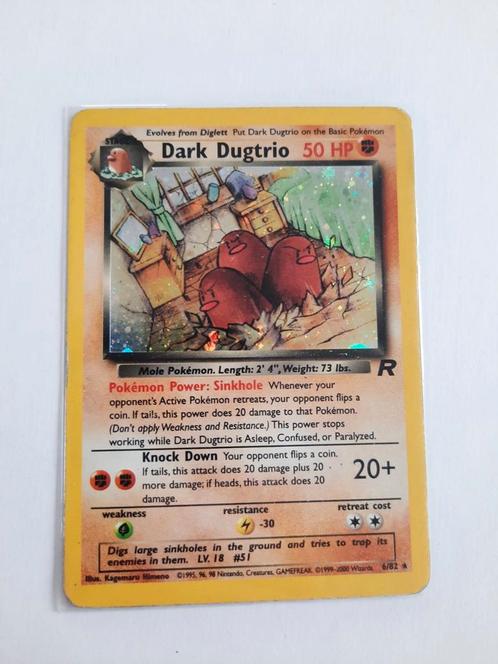 Evolves from Diglett Put Dark Dugtrio on the Basic Pokémon
STAGE 1
Dark Dugtrio 50 HP
Mole Pokémon. Length: 2' 4", Weight: 73 lbs.
R
Pokémon Power: Sinkhole Whenever your
opponent's Active Pokémon retreats, your opponent flips a
coin. If tails, this power does 20 damage to that Pokémon.
(Don't apply Weakness and Resistance.) This power stops
working while Dark Dugtrio is Asleep, Confused, or Paralyzed.
Knock Down Your opponent flips a coin.
If tails, this attack does 20 damage plus 20
more damage; if heads, this attack does 20
damage.
20+
weakness resistance retreat cost
-30
Digs large sinkholes in the ground and tries to trap its
enemies in them. LV. 18 #51
Illus. Kagemaru Himeno ©1995, 96, 98 Nintendo, Creatures, GAMEFREAK. ©1999-2000 Wizards. 6/82 ★